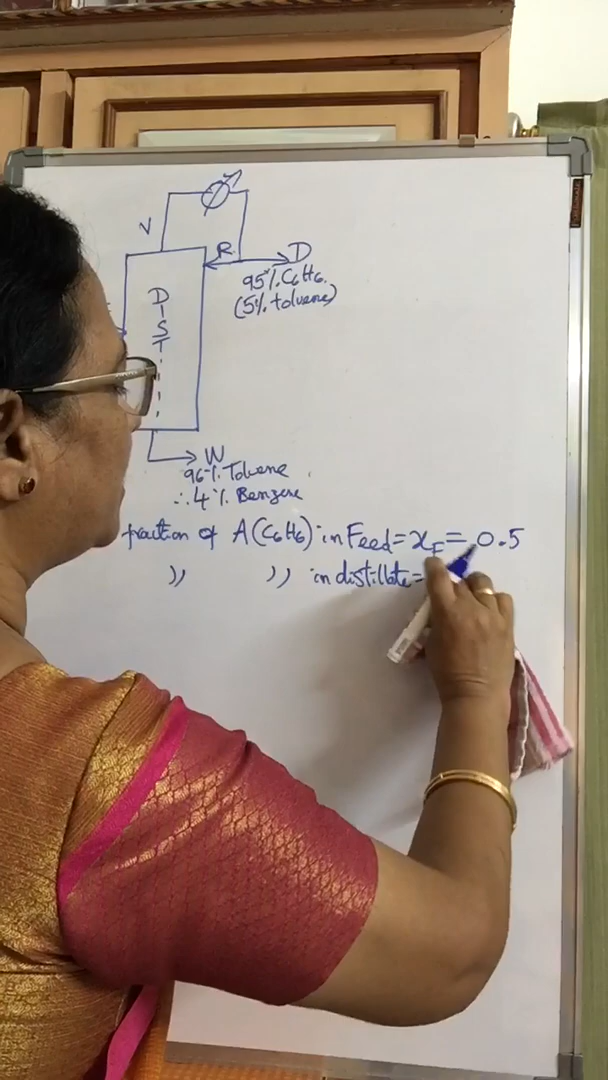 V
R
D
95% C6H6.
(5% toluene)
DIST
W
96% Toluene
∴ 4% Benzene
fraction of A (C6H6) in Feed = xF = 0.5
,, ,, in distillate =